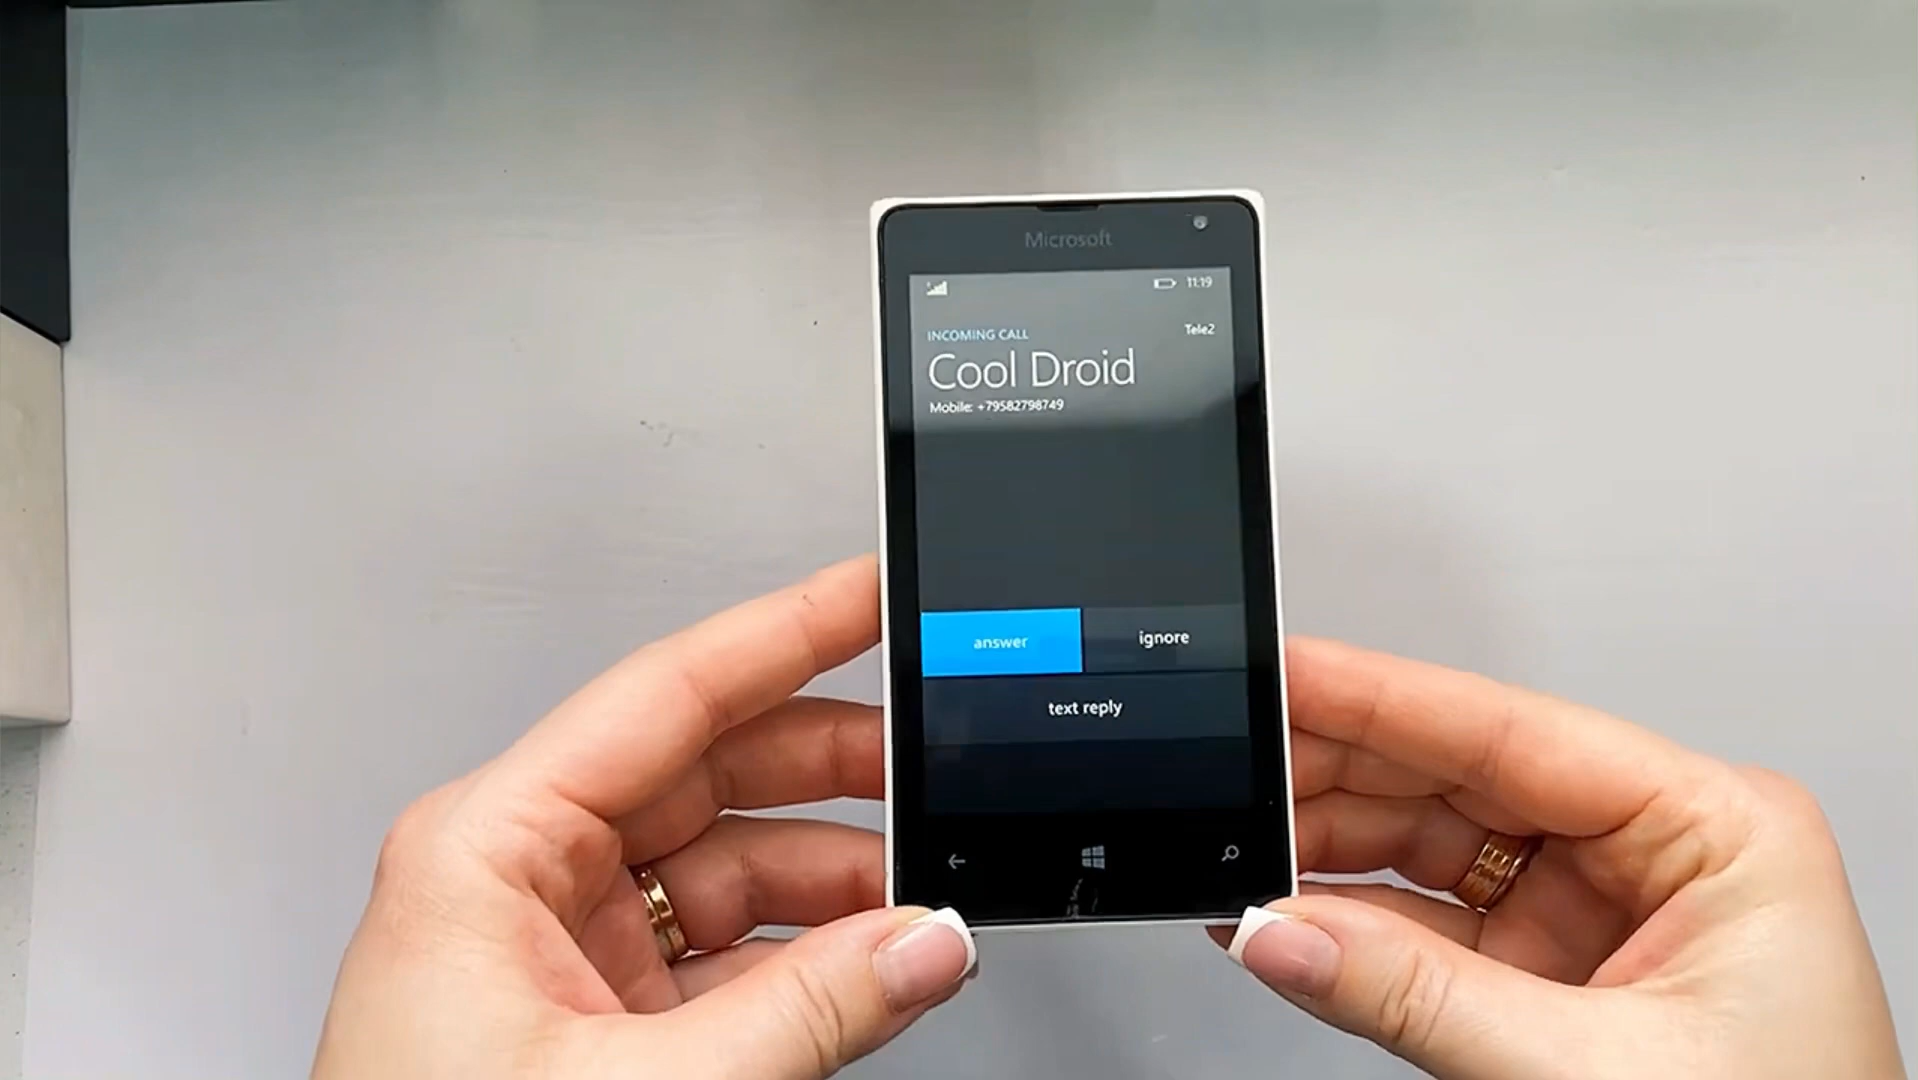 Microsoft
11:19
INCOMING CALL
Tele2
Cool Droid
Mobile: +79582798749
answer
ignore
text reply